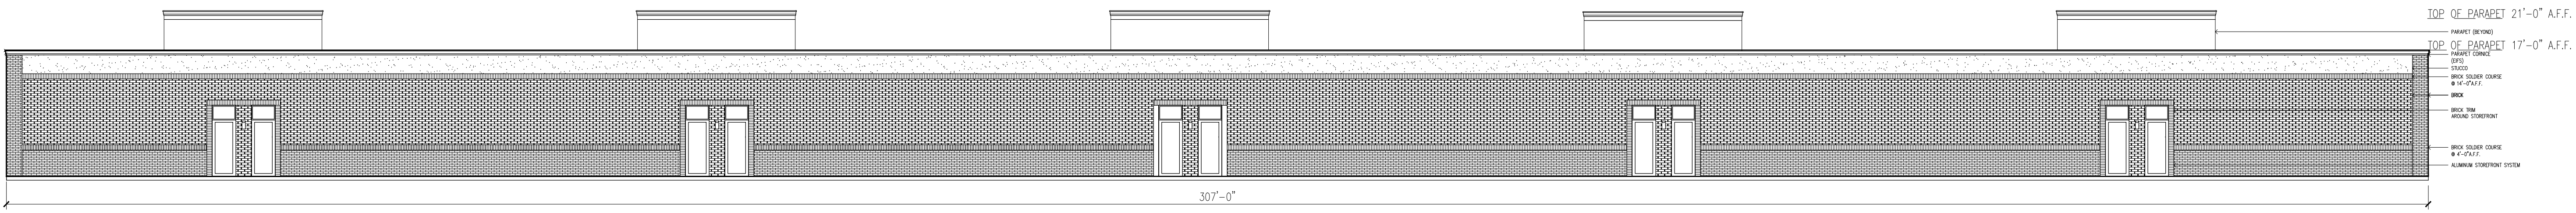 TOP OF PARAPET 21'-0" A.F.F.
PARAPET (BEYOND)
TOP OF PARAPET 17'-0" A.F.F.
PARAPET CORNICE
(EIFS)
STUCCO
BRICK SOLDIER COURSE
@ 14'-0"A.F.F.
BRICK
BRICK TRIM
AROUND STOREFRONT
BRICK SOLDIER COURSE
@ 4'-0"A.F.F.
ALUMINUM STOREFRONT SYSTEM
307'-0"